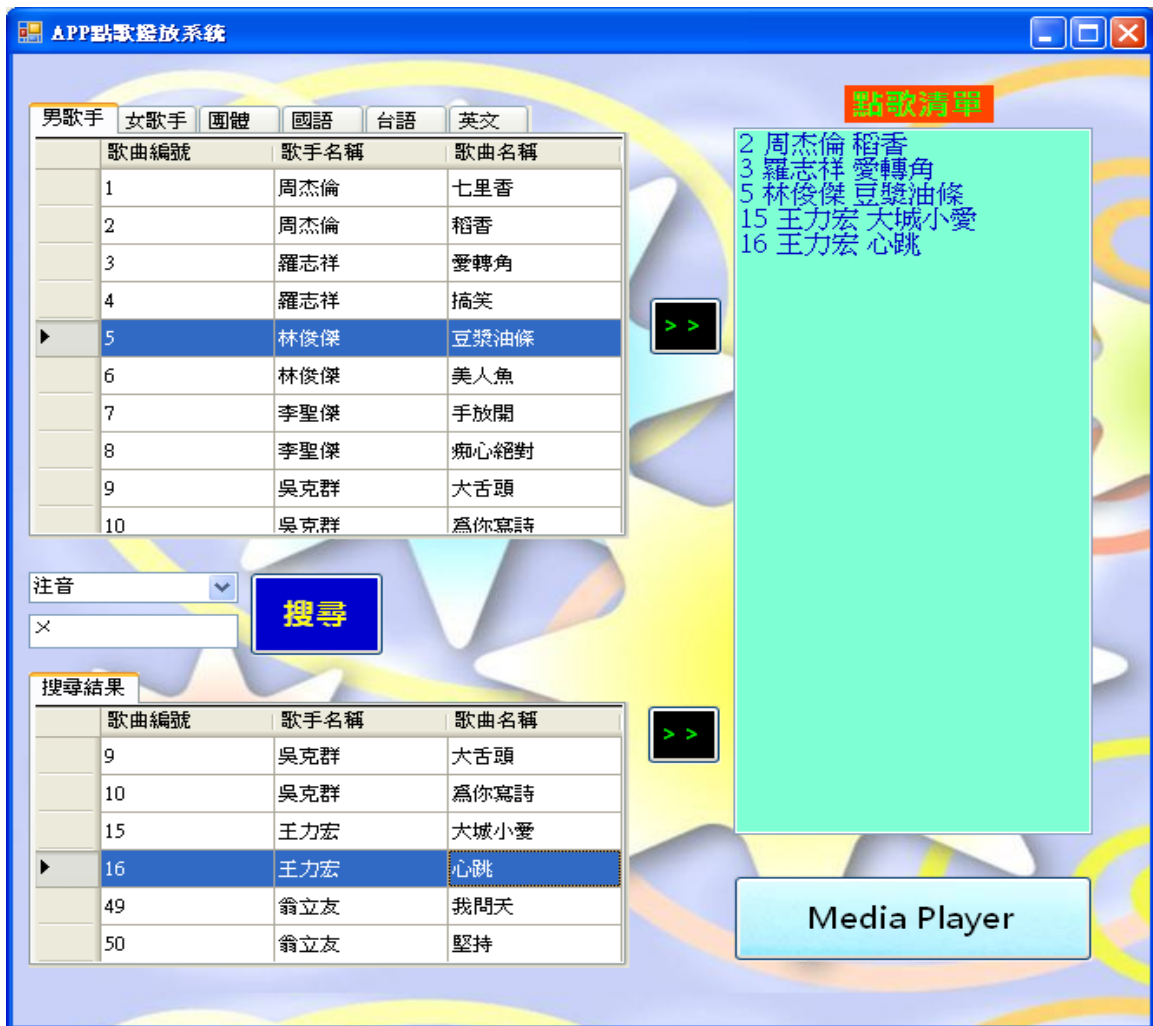 APP點歌撥放系統
男歌手 女歌手 團體 國語 台語 英文
歌曲編號 歌手名稱 歌曲名稱
1 周杰倫 七里香
2 周杰倫 稻香
3 羅志祥 愛轉角
4 羅志祥 搞笑
5 林俊傑 豆漿油條
6 林俊傑 美人魚
7 李聖傑 手放開
8 李聖傑 痴心絕對
9 吳克群 大舌頭
10 吳克群 爲你寫詩
>>
點歌清單
2 周杰倫 稻香
3 羅志祥 愛轉角
5 林俊傑 豆漿油條
15 王力宏 大城小愛
16 王力宏 心跳
注音
ㄨ
搜尋
搜尋結果
歌曲編號 歌手名稱 歌曲名稱
9 吳克群 大舌頭
10 吳克群 爲你寫詩
15 王力宏 大城小愛
16 王力宏 心跳
49 翁立友 我問天
50 翁立友 堅持
>>
Media Player